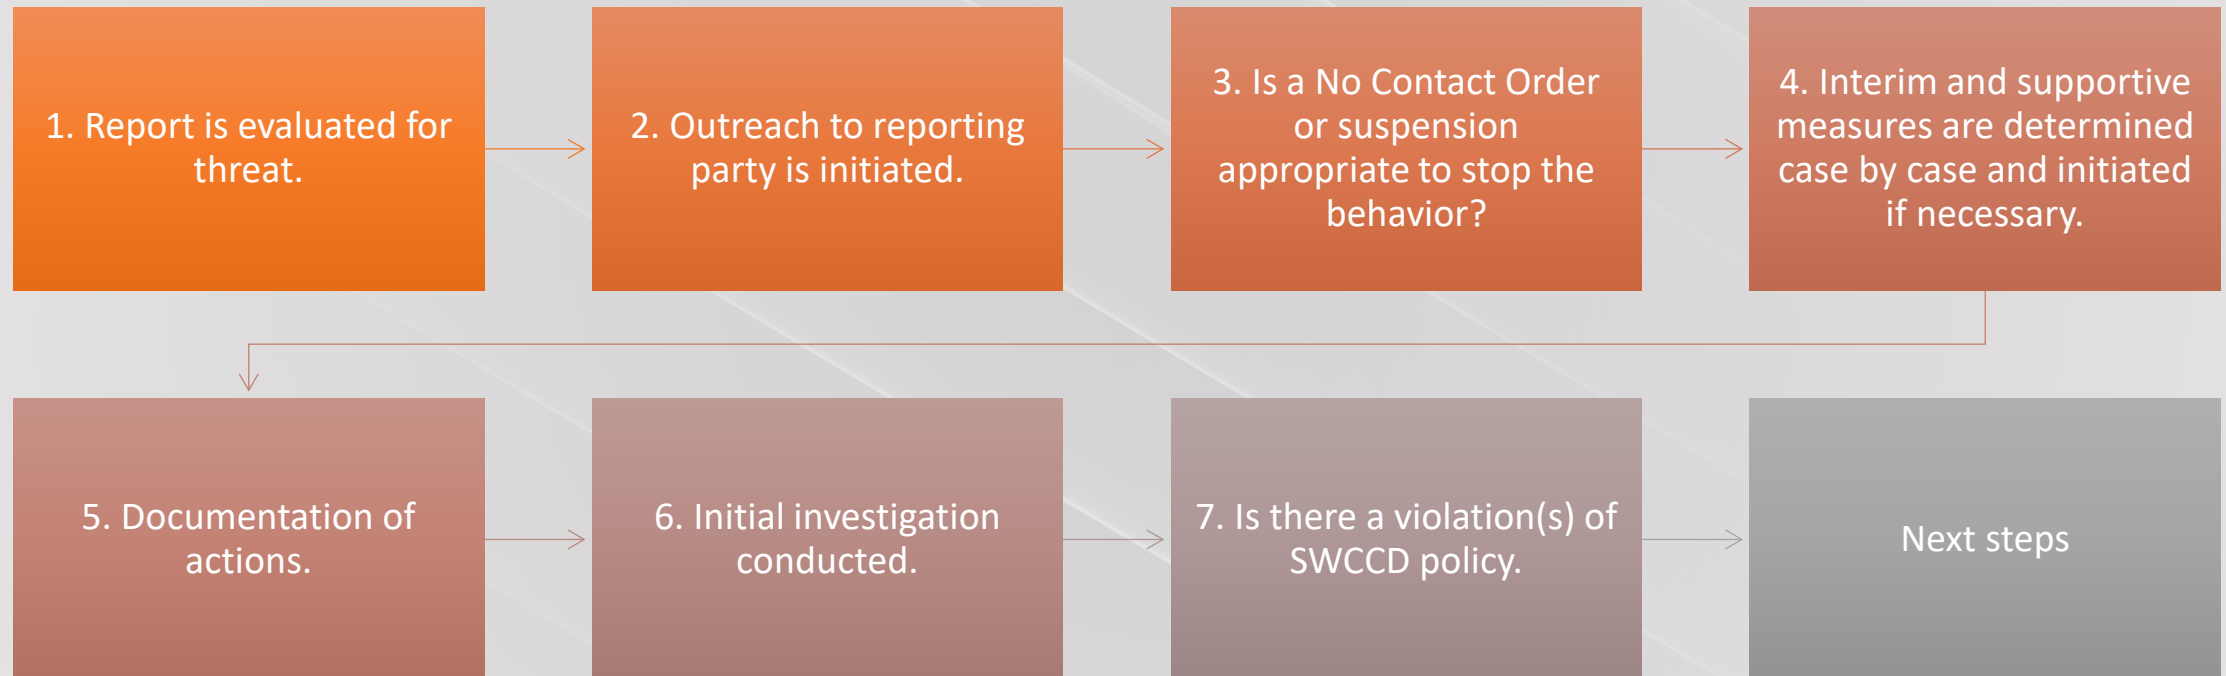 1. Report is evaluated for
threat.
2. Outreach to reporting
party is initiated.
3. Is a No Contact Order
or suspension
appropriate to stop the
behavior?
4. Interim and supportive
measures are determined
case by case and initiated
if necessary.
5. Documentation of
actions.
6. Initial investigation
conducted.
7. Is there a violation(s) of
SWCCD policy.
Next steps